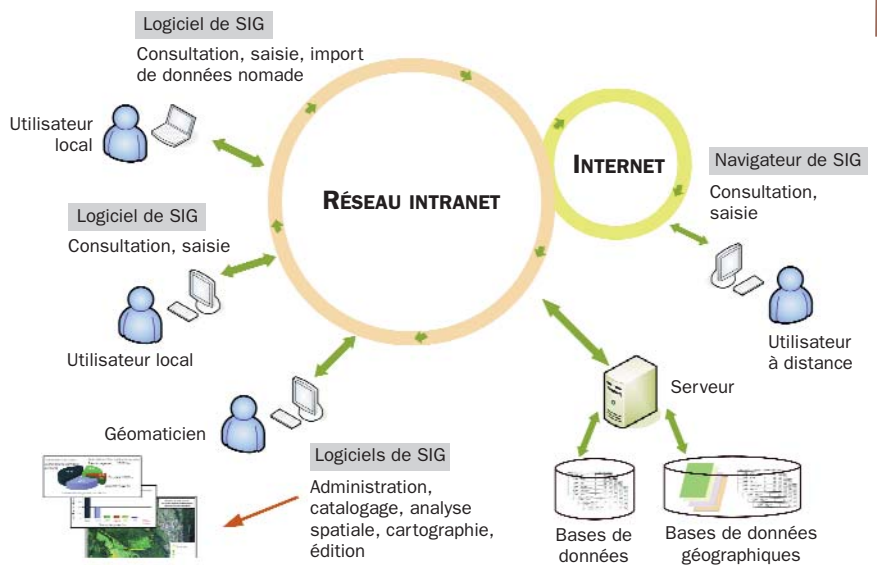 Logiciel de SIG
Consultation, saisie, import
de données nomade
Utilisateur
local
RÉSEAU INTRANET
INTERNET
Navigateur de SIG
Consultation,
saisie
Logiciel de SIG
Consultation, saisie
Utilisateur local
Utilisateur
à distance
Serveur
Géomaticien
Logiciels de SIG
Administration,
catalogage, analyse
spatiale, cartographie,
édition
Bases de
données
Bases de données
géographiques